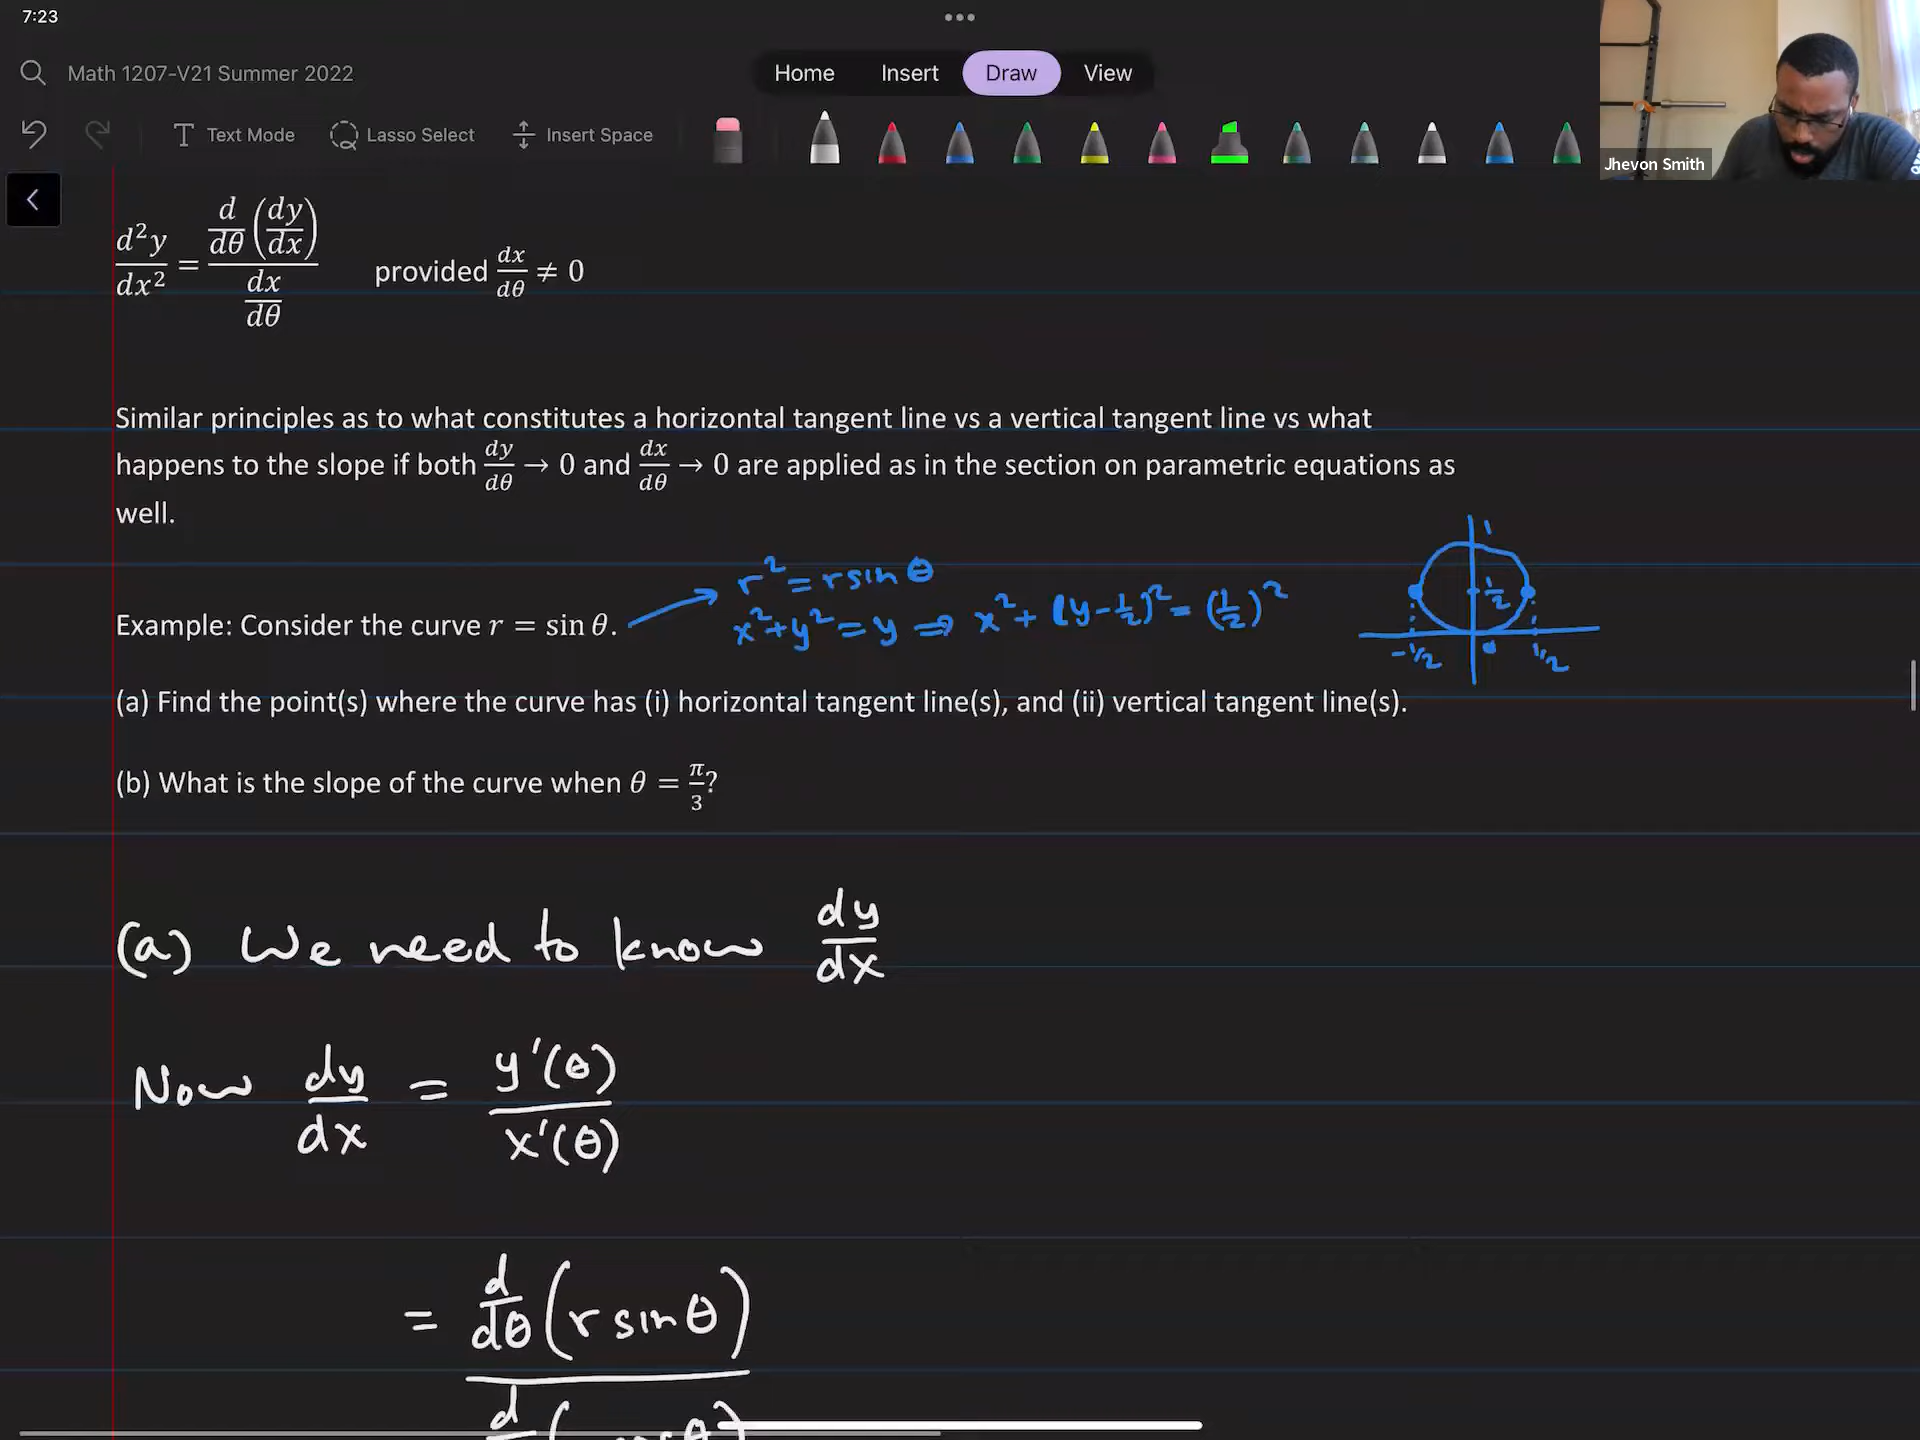 7:23
Math 1207-V21 Summer 2022
Home Insert Draw View
Text Mode Lasso Select Insert Space
Jhevon Smith
d²y/dx² = (d/dθ (dy/dx))/(dx/dθ) provided dx/dθ ≠ 0
Similar principles as to what constitutes a horizontal tangent line vs a vertical tangent line vs what
happens to the slope if both dy/dθ → 0 and dx/dθ → 0 are applied as in the section on parametric equations as
well.
r² = r sin θ
Example: Consider the curve r = sin θ.
x² + y² = y ⇒ x² + (y - 1/2)² = (1/2)²
1
1/2
-1/2 0 1/2
(a) Find the point(s) where the curve has (i) horizontal tangent line(s), and (ii) vertical tangent line(s).
(b) What is the slope of the curve when θ = π/3?
(a) We need to know dy/dx
Now dy/dx = y'(θ)/x'(θ)
= d/dθ (r sin θ)
d